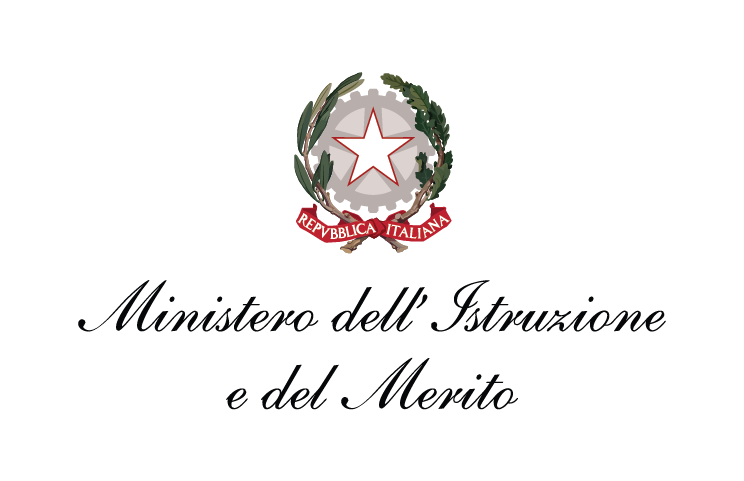 REPVBBLICA ITALIANA
Ministero dell'Istruzione
e del Merito